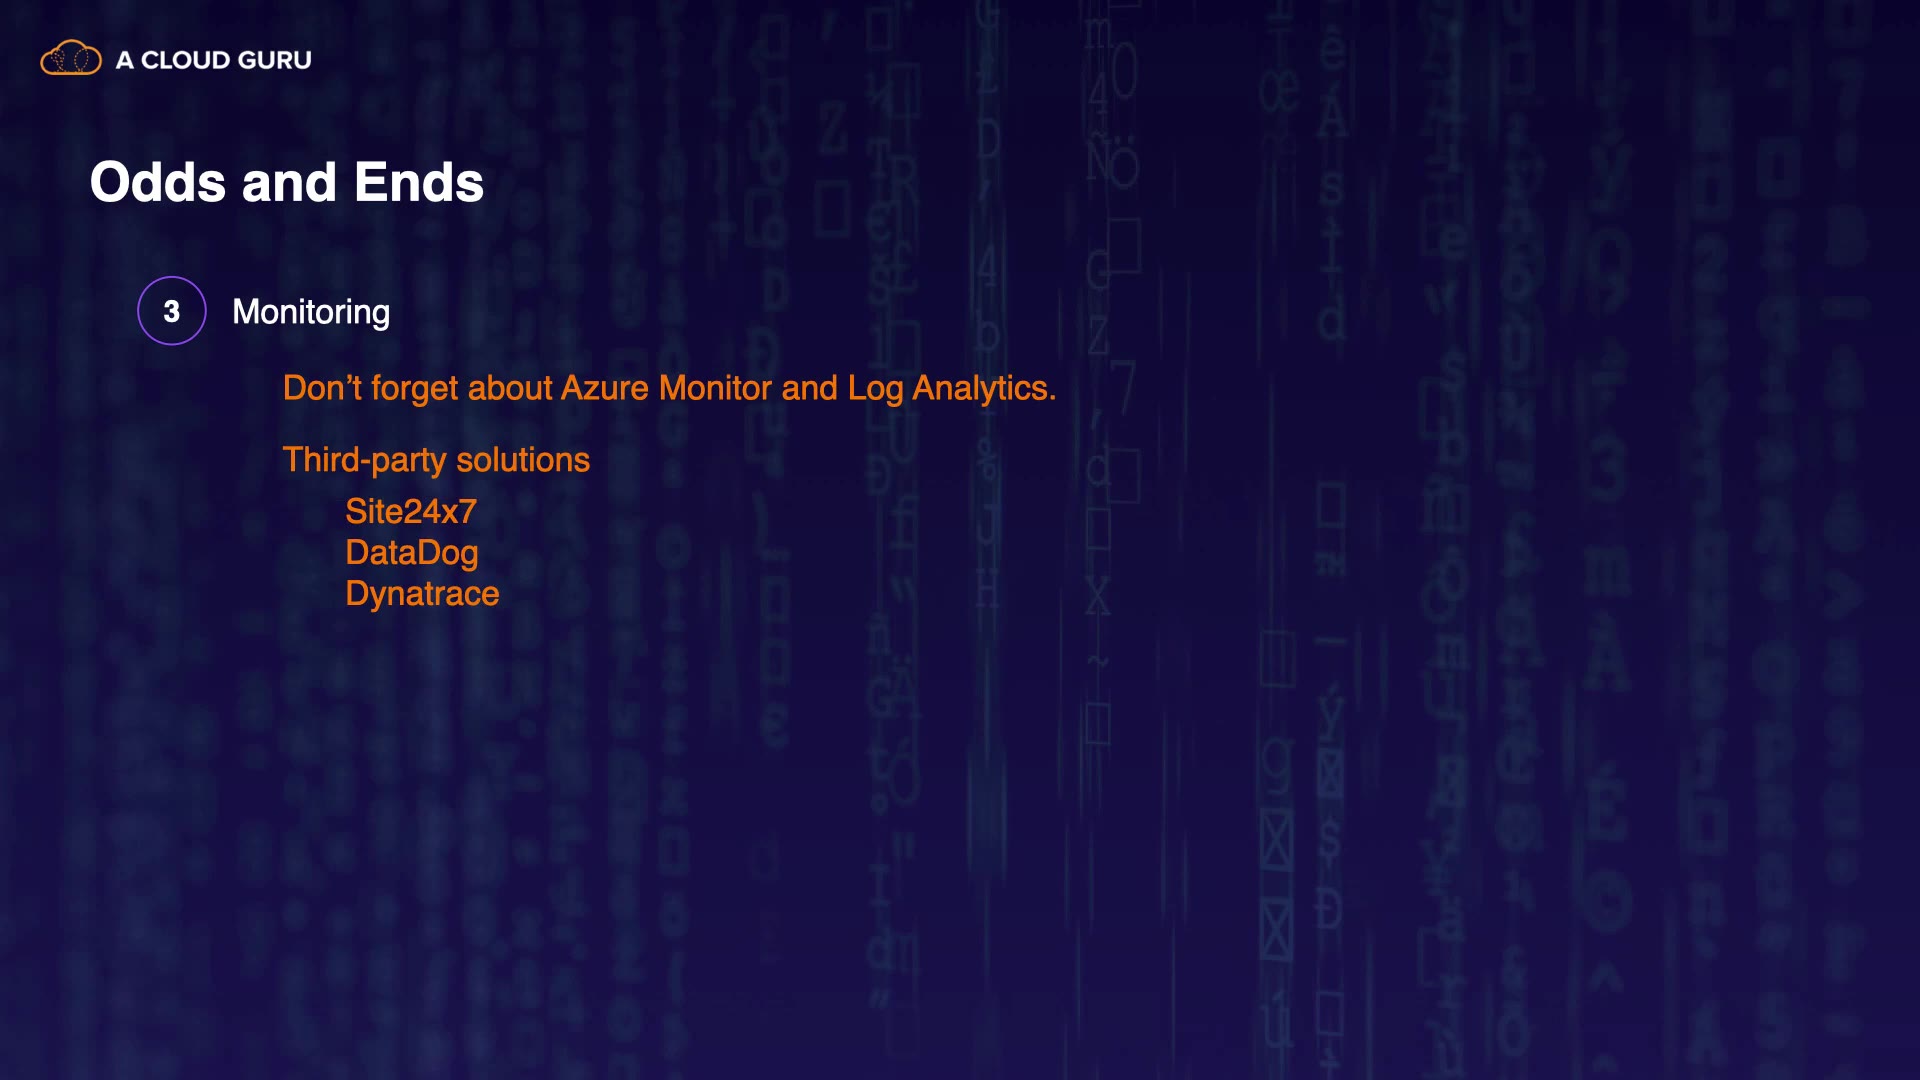 A CLOUD GURU
Odds and Ends
3 Monitoring
Don’t forget about Azure Monitor and Log Analytics.
Third-party solutions
Site24x7
DataDog
Dynatrace